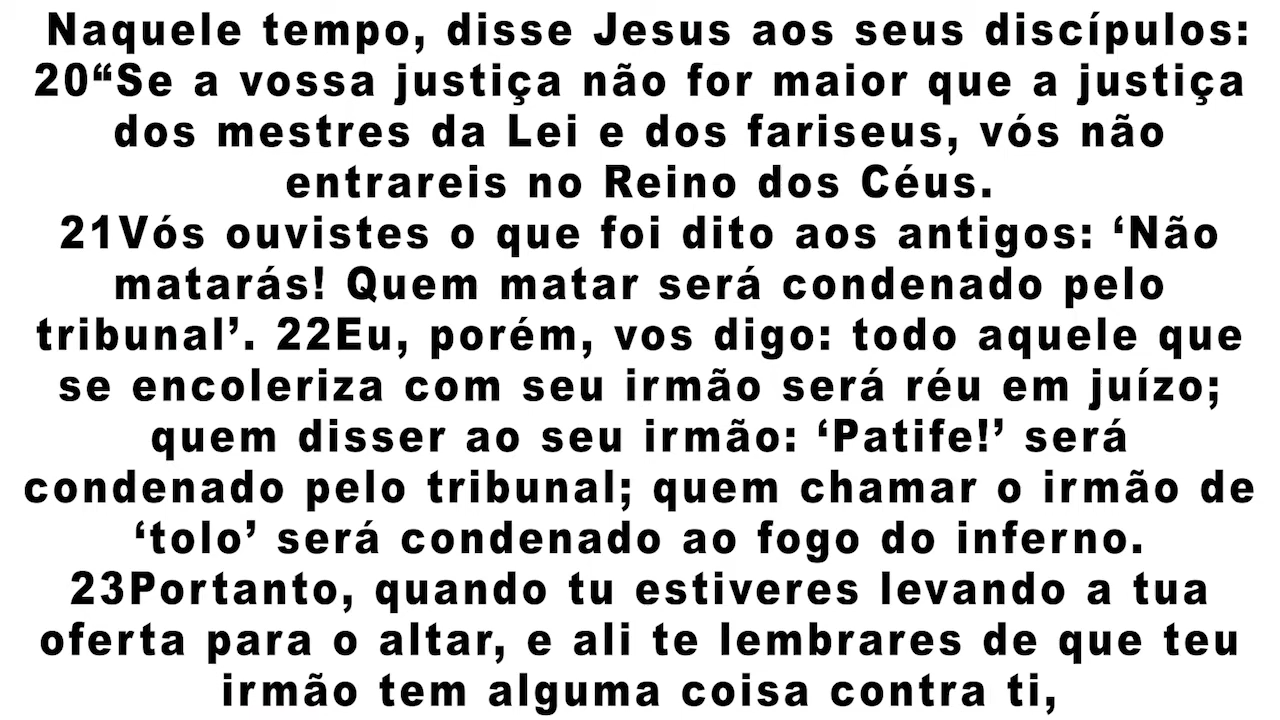 Naquele tempo, disse Jesus aos seus discípulos:
20“Se a vossa justiça não for maior que a justiça
dos mestres da Lei e dos fariseus, vós não
entrareis no Reino dos Céus.
21Vós ouvistes o que foi dito aos antigos: ‘Não
matarás! Quem matar será condenado pelo
tribunal’. 22Eu, porém, vos digo: todo aquele que
se encoleriza com seu irmão será réu em juízo;
quem disser ao seu irmão: ‘Patife!’ será
condenado pelo tribunal; quem chamar o irmão de
‘tolo’ será condenado ao fogo do inferno.
23Portanto, quando tu estiveres levando a tua
oferta para o altar, e ali te lembrares de que teu
irmão tem alguma coisa contra ti,